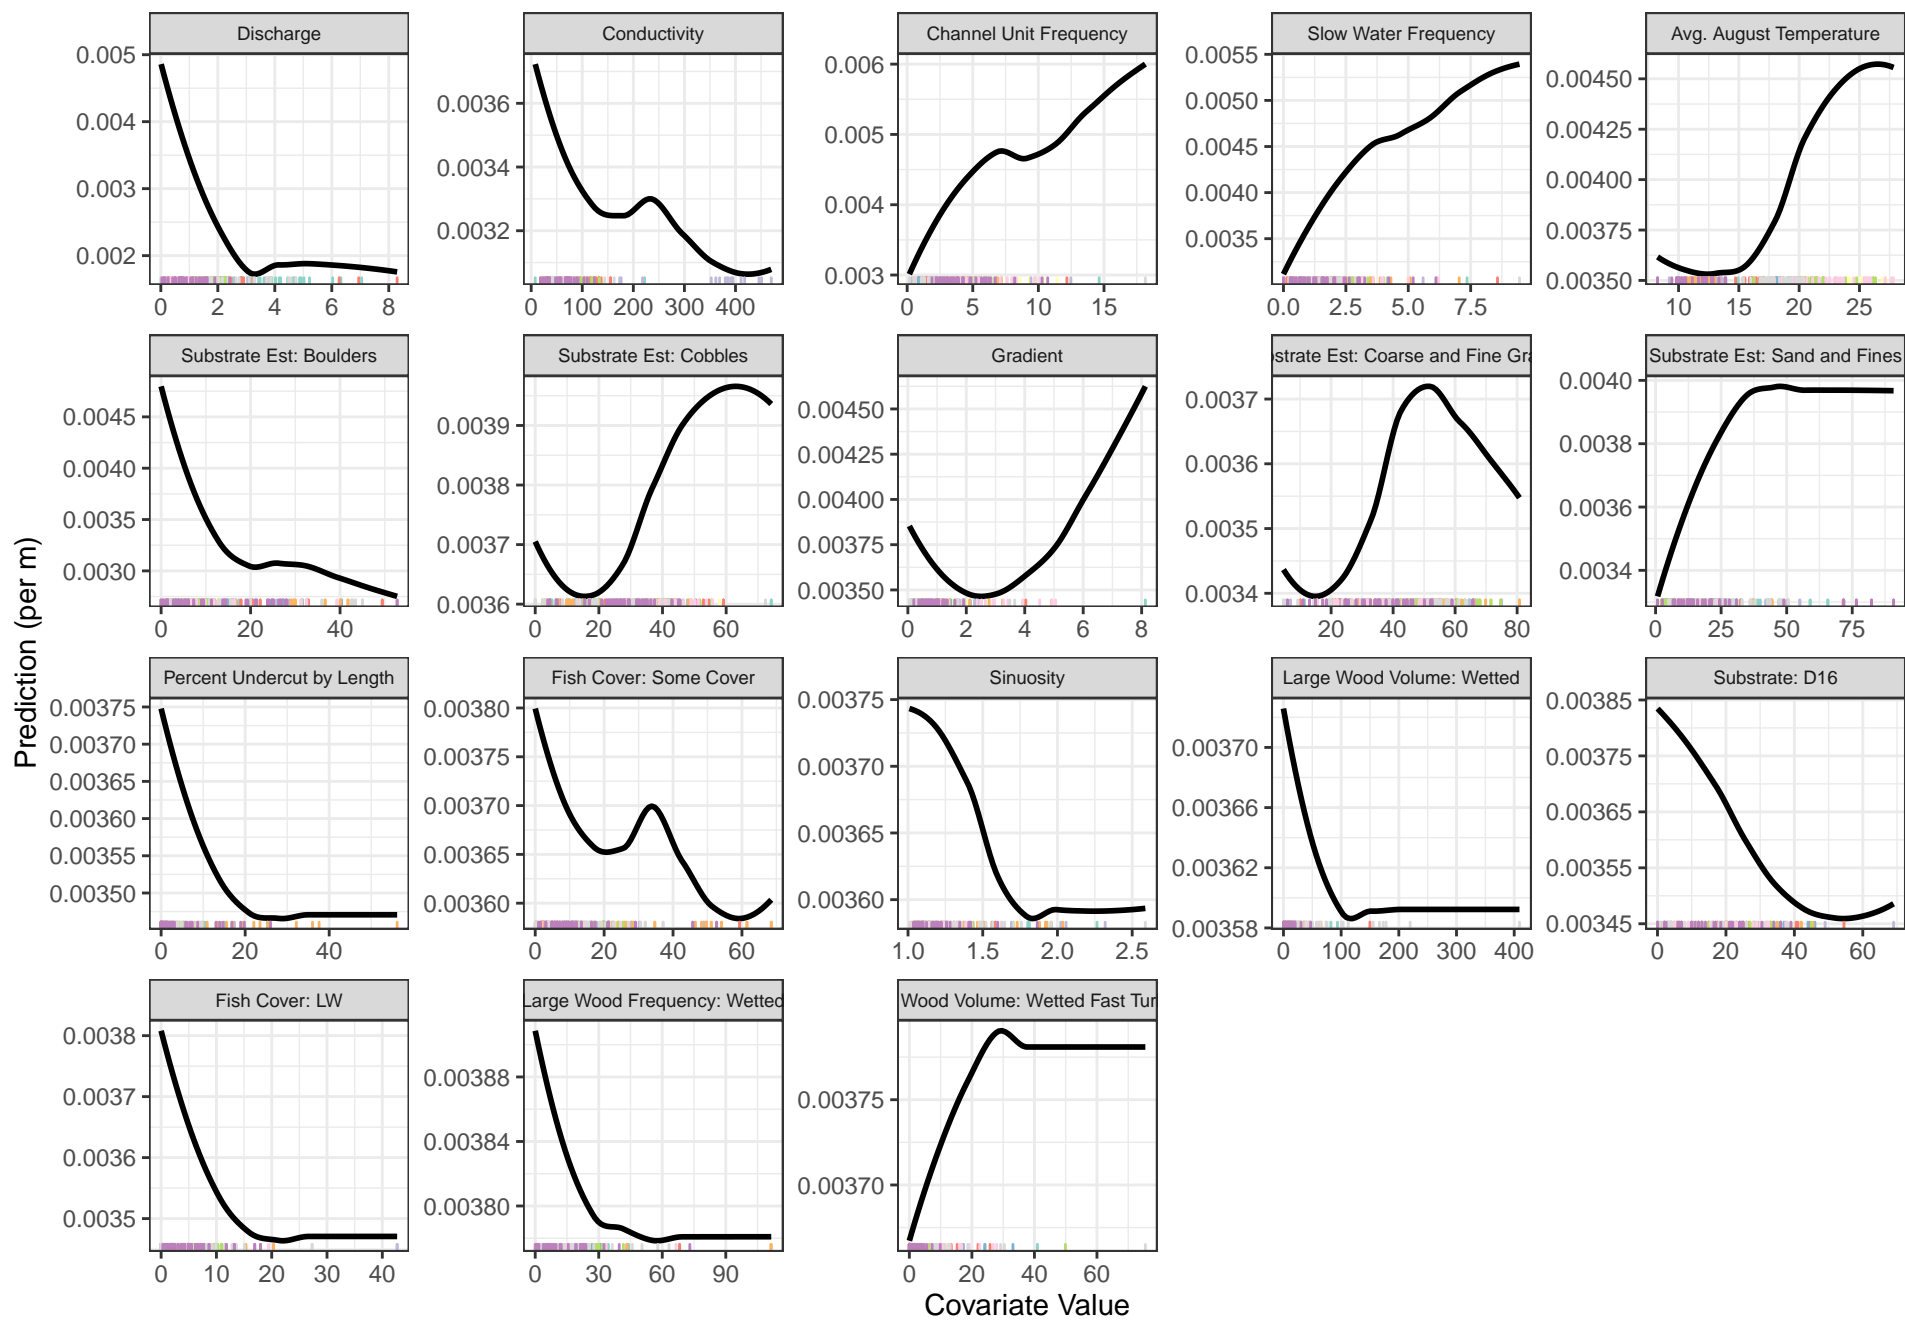 Discharge
Conductivity
Channel Unit Frequency
Slow Water Frequency
Avg. August Temperature
0.005
0.004
0.003
0.002
0 2 4 6 8
0.0036
0.0034
0.0032
0 100 200 300 400
0.006
0.005
0.004
0.003
0 5 10 15
0.0055
0.0050
0.0045
0.0040
0.0035
0.0 2.5 5.0 7.5
0.00450
0.00425
0.00400
0.00375
0.00350
10 15 20 25
Substrate Est: Boulders
Substrate Est: Cobbles
Gradient
strate Est: Coarse and Fine Gra
Substrate Est: Sand and Fines
0.0045
0.0040
0.0035
0.0030
0 20 40
0.0039
0.0038
0.0037
0.0036
0 20 40 60
0.00450
0.00425
0.00400
0.00375
0.00350
0 2 4 6 8
0.0037
0.0036
0.0035
0.0034
20 40 60 80
0.0040
0.0038
0.0036
0.0034
0 25 50 75
Percent Undercut by Length
Fish Cover: Some Cover
Sinuosity
Large Wood Volume: Wetted
Substrate: D16
0.00375
0.00370
0.00365
0.00360
0.00355
0.00350
0 20 40
0.00380
0.00375
0.00370
0.00365
0.00360
0 20 40 60
0.00375
0.00370
0.00365
0.00360
1.0 1.5 2.0 2.5
0.00370
0.00366
0.00362
0.00358
0 100 200 300 400
0.00385
0.00375
0.00365
0.00355
0.00345
0 20 40 60
Fish Cover: LW
Large Wood Frequency: Wetted
Wood Volume: Wetted Fast Tur
0.0038
0.0037
0.0036
0.0035
0 10 20 30 40
0.00388
0.00384
0.00380
0 30 60 90
0.00375
0.00370
0 20 40 60
Prediction (per m)
Covariate Value